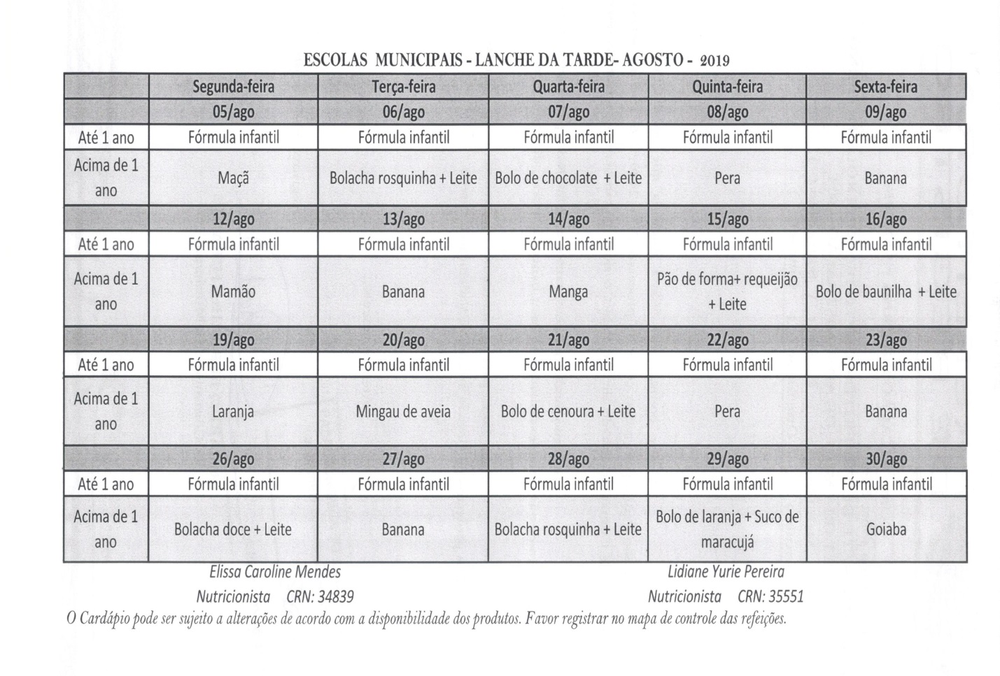 ESCOLAS MUNICIPAIS - LANCHE DA TARDE- AGOSTO - 2019
Segunda-feira Terça-feira Quarta-feira Quinta-feira Sexta-feira
05/ago 06/ago 07/ago 08/ago 09/ago
Até 1 ano Fórmula infantil Fórmula infantil Fórmula infantil Fórmula infantil Fórmula infantil
Acima de 1
ano
Maçã Bolacha rosquinha + Leite Bolo de chocolate + Leite Pera Banana
12/ago 13/ago 14/ago 15/ago 16/ago
Até 1 ano Fórmula infantil Fórmula infantil Fórmula infantil Fórmula infantil Fórmula infantil
Acima de 1
ano
Mamão Banana Manga
Pão de forma+ requeijão
+ Leite
Bolo de baunilha + Leite
19/ago 20/ago 21/ago 22/ago 23/ago
Até 1 ano Fórmula infantil Fórmula infantil Fórmula infantil Fórmula infantil Fórmula infantil
Acima de 1
ano
Laranja Mingau de aveia Bolo de cenoura + Leite Pera Banana
26/ago 27/ago 28/ago 29/ago 30/ago
Até 1 ano Fórmula infantil Fórmula infantil Fórmula infantil Fórmula infantil Fórmula infantil
Acima de 1
ano
Bolacha doce + Leite Banana Bolacha rosquinha + Leite
Bolo de laranja + Suco de
maracujá
Goiaba
Elissa Caroline Mendes Lidiane Yurie Pereira
Nutricionista CRN: 34839 Nutricionista CRN: 35551
O Cardápio pode ser sujeito a alterações de acordo com a disponibilidade dos produtos. Favor registrar no mapa de controle das refeições.